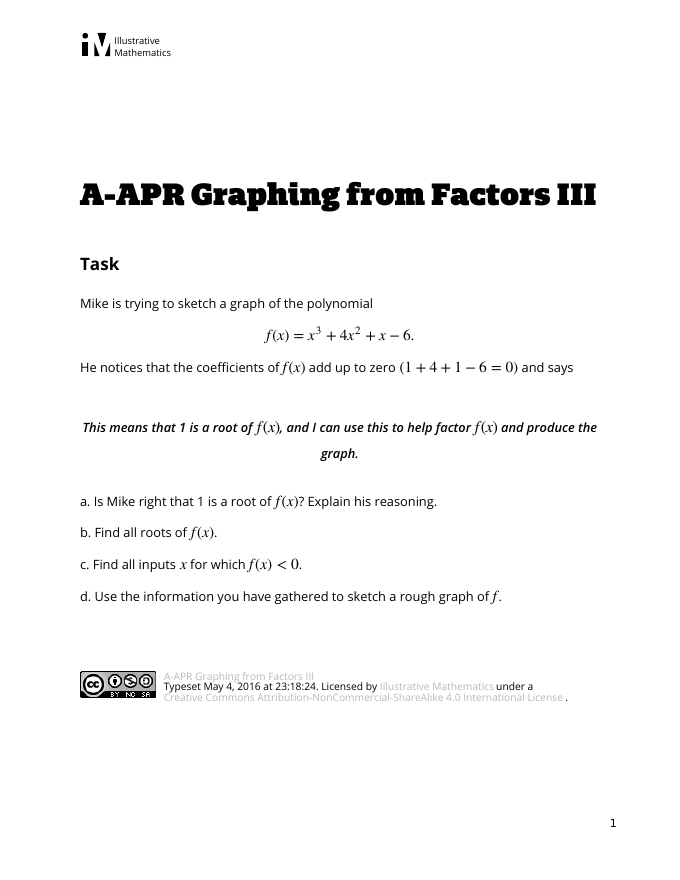 Illustrative
Mathematics
A-APR Graphing from Factors III
Task
Mike is trying to sketch a graph of the polynomial
f(x) = x³ + 4x² + x − 6.
He notices that the coefficients of f(x) add up to zero (1 + 4 + 1 − 6 = 0) and says
This means that 1 is a root of f(x), and I can use this to help factor f(x) and produce the
graph.
a. Is Mike right that 1 is a root of f(x)? Explain his reasoning.
b. Find all roots of f(x).
c. Find all inputs x for which f(x) < 0.
d. Use the information you have gathered to sketch a rough graph of f.
cc BY NC SA
A-APR Graphing from Factors III
Typeset May 4, 2016 at 23:18:24. Licensed by Illustrative Mathematics under a
Creative Commons Attribution-NonCommercial-ShareAlike 4.0 International License .
1